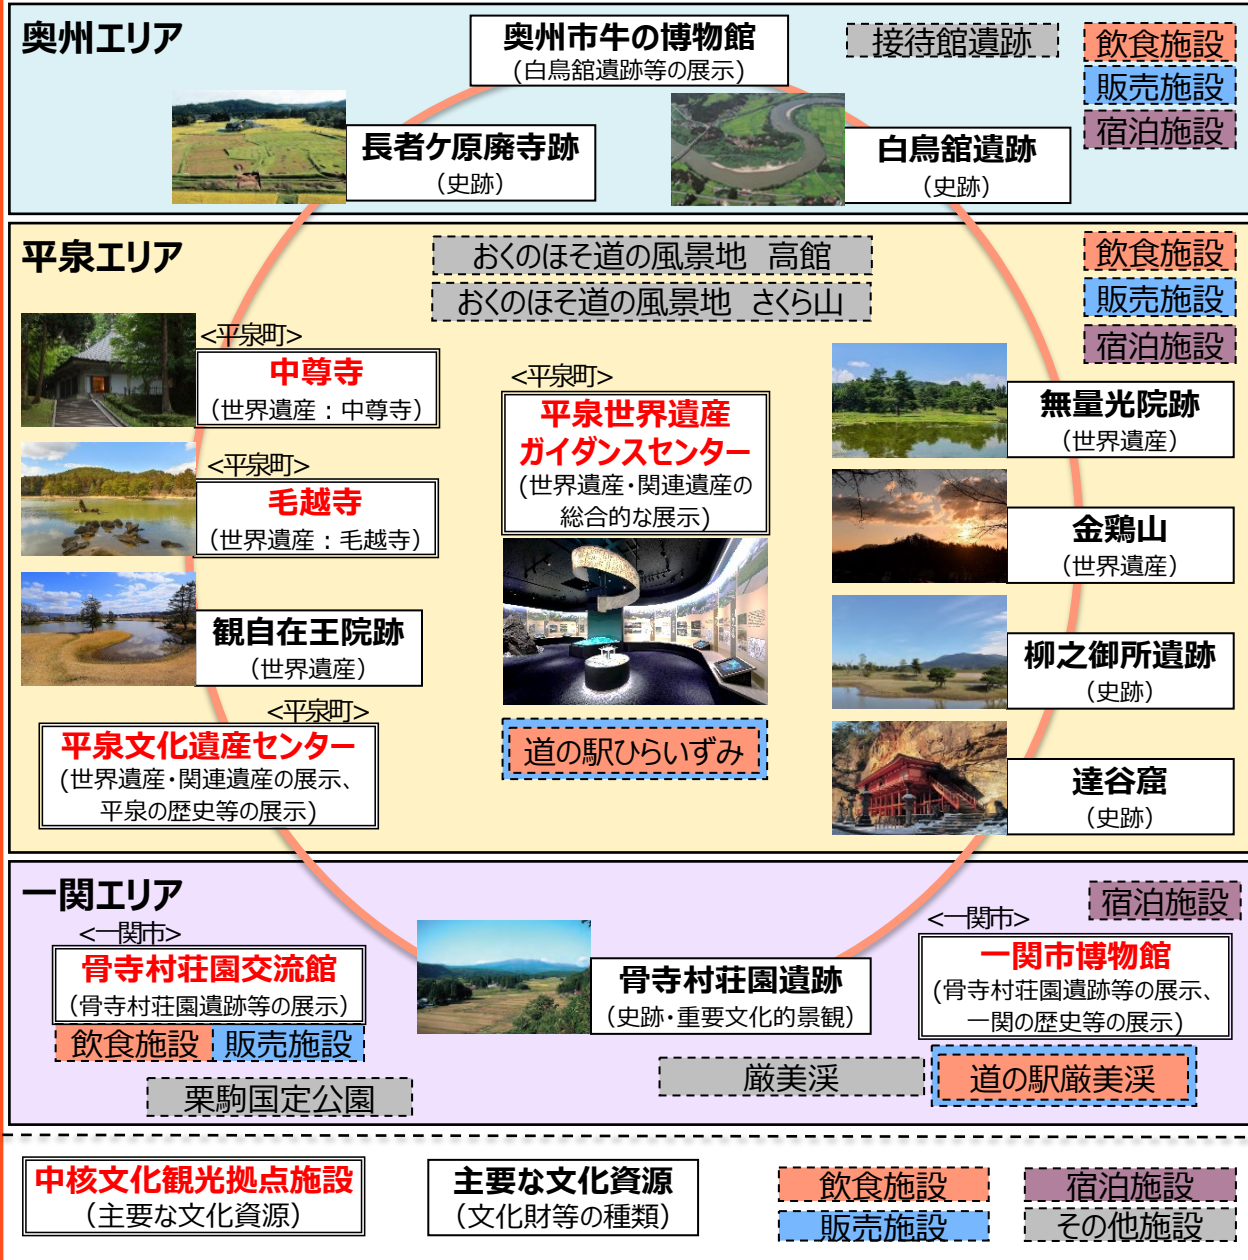 奥州エリア
奥州市牛の博物館
(白鳥舘遺跡等の展示)
接待館遺跡
飲食施設
販売施設
宿泊施設
長者ケ原廃寺跡
(史跡)
白鳥舘遺跡
(史跡)
平泉エリア
おくのほそ道の風景地 高館
おくのほそ道の風景地 さくら山
飲食施設
販売施設
宿泊施設
<平泉町>
中尊寺
(世界遺産：中尊寺)
<平泉町>
毛越寺
(世界遺産：毛越寺)
観自在王院跡
(世界遺産)
<平泉町>
平泉文化遺産センター
(世界遺産・関連遺産の展示、
平泉の歴史等の展示)
<平泉町>
平泉世界遺産
ガイダンスセンター
(世界遺産・関連遺産の
総合的な展示)
道の駅ひらいずみ
無量光院跡
(世界遺産)
金鶏山
(世界遺産)
柳之御所遺跡
(史跡)
達谷窟
(史跡)
一関エリア
<一関市>
骨寺村荘園交流館
(骨寺村荘園遺跡等の展示)
飲食施設 販売施設
栗駒国定公園
骨寺村荘園遺跡
(史跡・重要文化的景観)
厳美渓
宿泊施設
<一関市>
一関市博物館
(骨寺村荘園遺跡等の展示、
一関の歴史等の展示)
道の駅厳美渓
中核文化観光拠点施設
(主要な文化資源)
主要な文化資源
(文化財等の種類)
飲食施設
販売施設
宿泊施設
その他施設